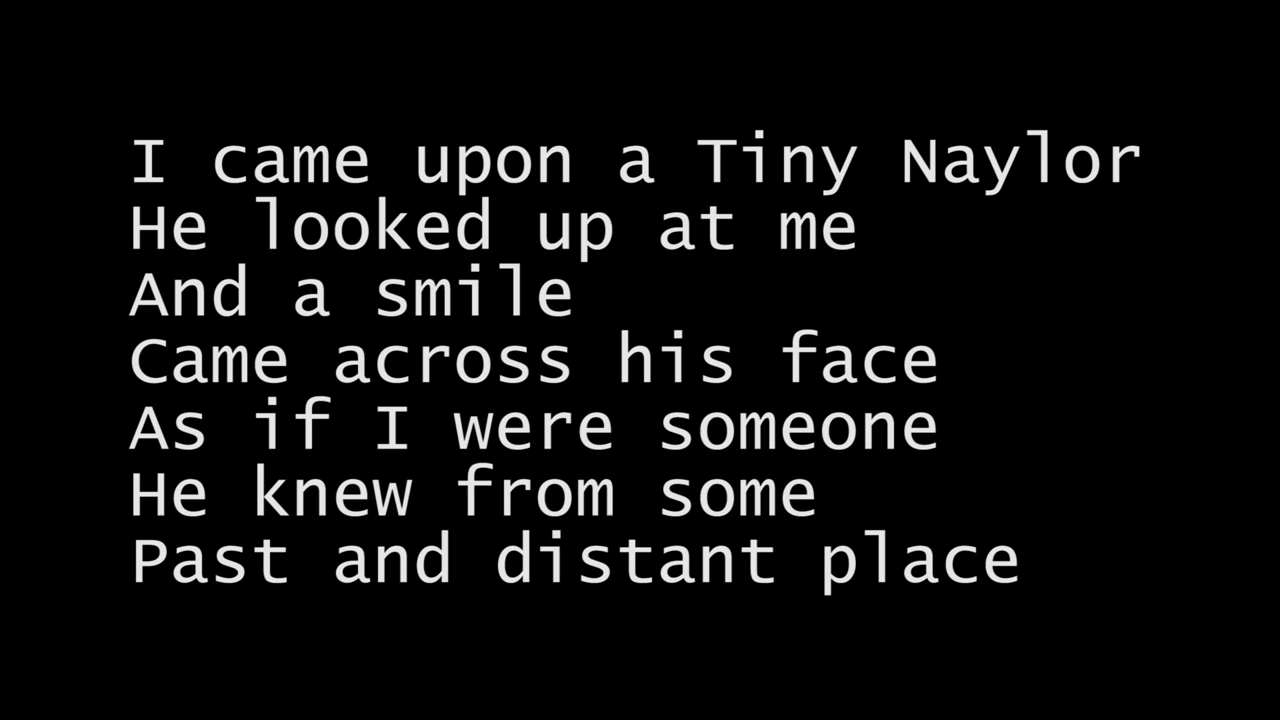 I came upon a Tiny Naylor
He looked up at me
And a smile
Came across his face
As if I were someone
He knew from some
Past and distant place